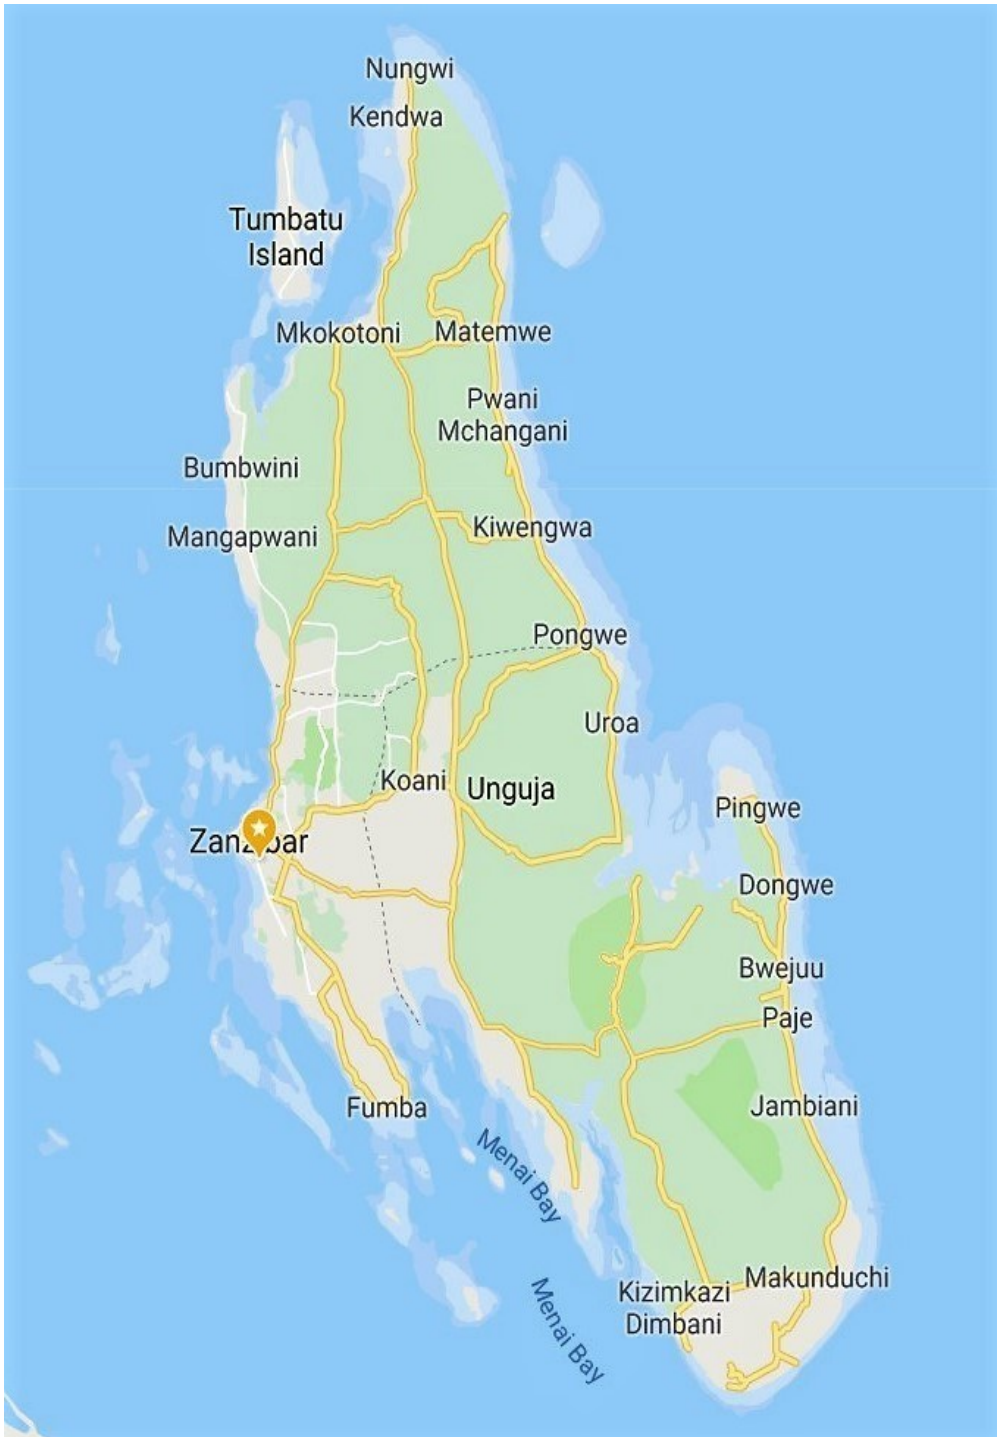 Nungwi
Kendwa
Tumbatu
Island
Mkokotoni
Matemwe
Pwani
Mchangani
Bumbwini
Kiwengwa
Mangapwani
Pongwe
Uroa
Koani
Unguja
Pingwe
Zanzibar
Dongwe
Bwejuu
Paje
Jambiani
Fumba
Menai Bay
Makunduchi
Kizimkazi
Dimbani
Menai Bay